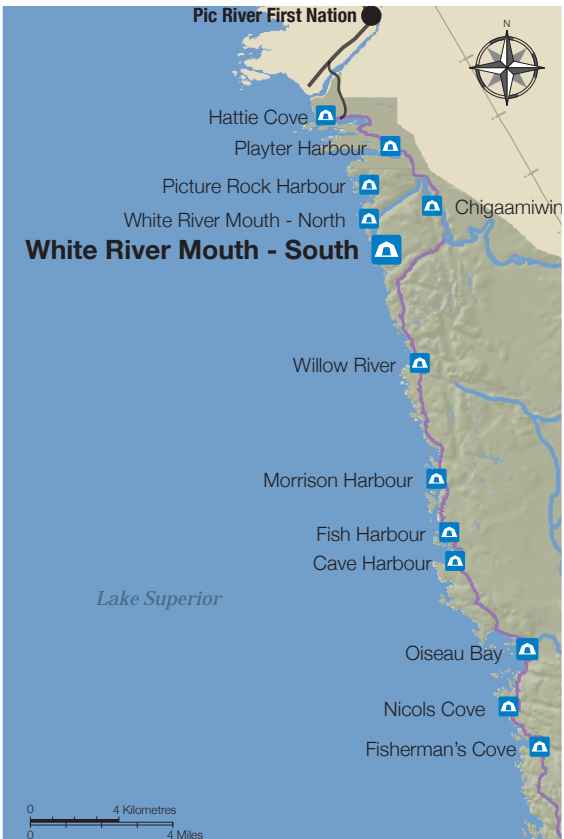 Pic River First Nation
N
Hattie Cove
Playter Harbour
Picture Rock Harbour
Chigaamiwin
White River Mouth - North
White River Mouth - South
Willow River
Morrison Harbour
Fish Harbour
Cave Harbour
Lake Superior
Oiseau Bay
Nicols Cove
Fisherman's Cove
0 4 Kilometres
0 4 Miles